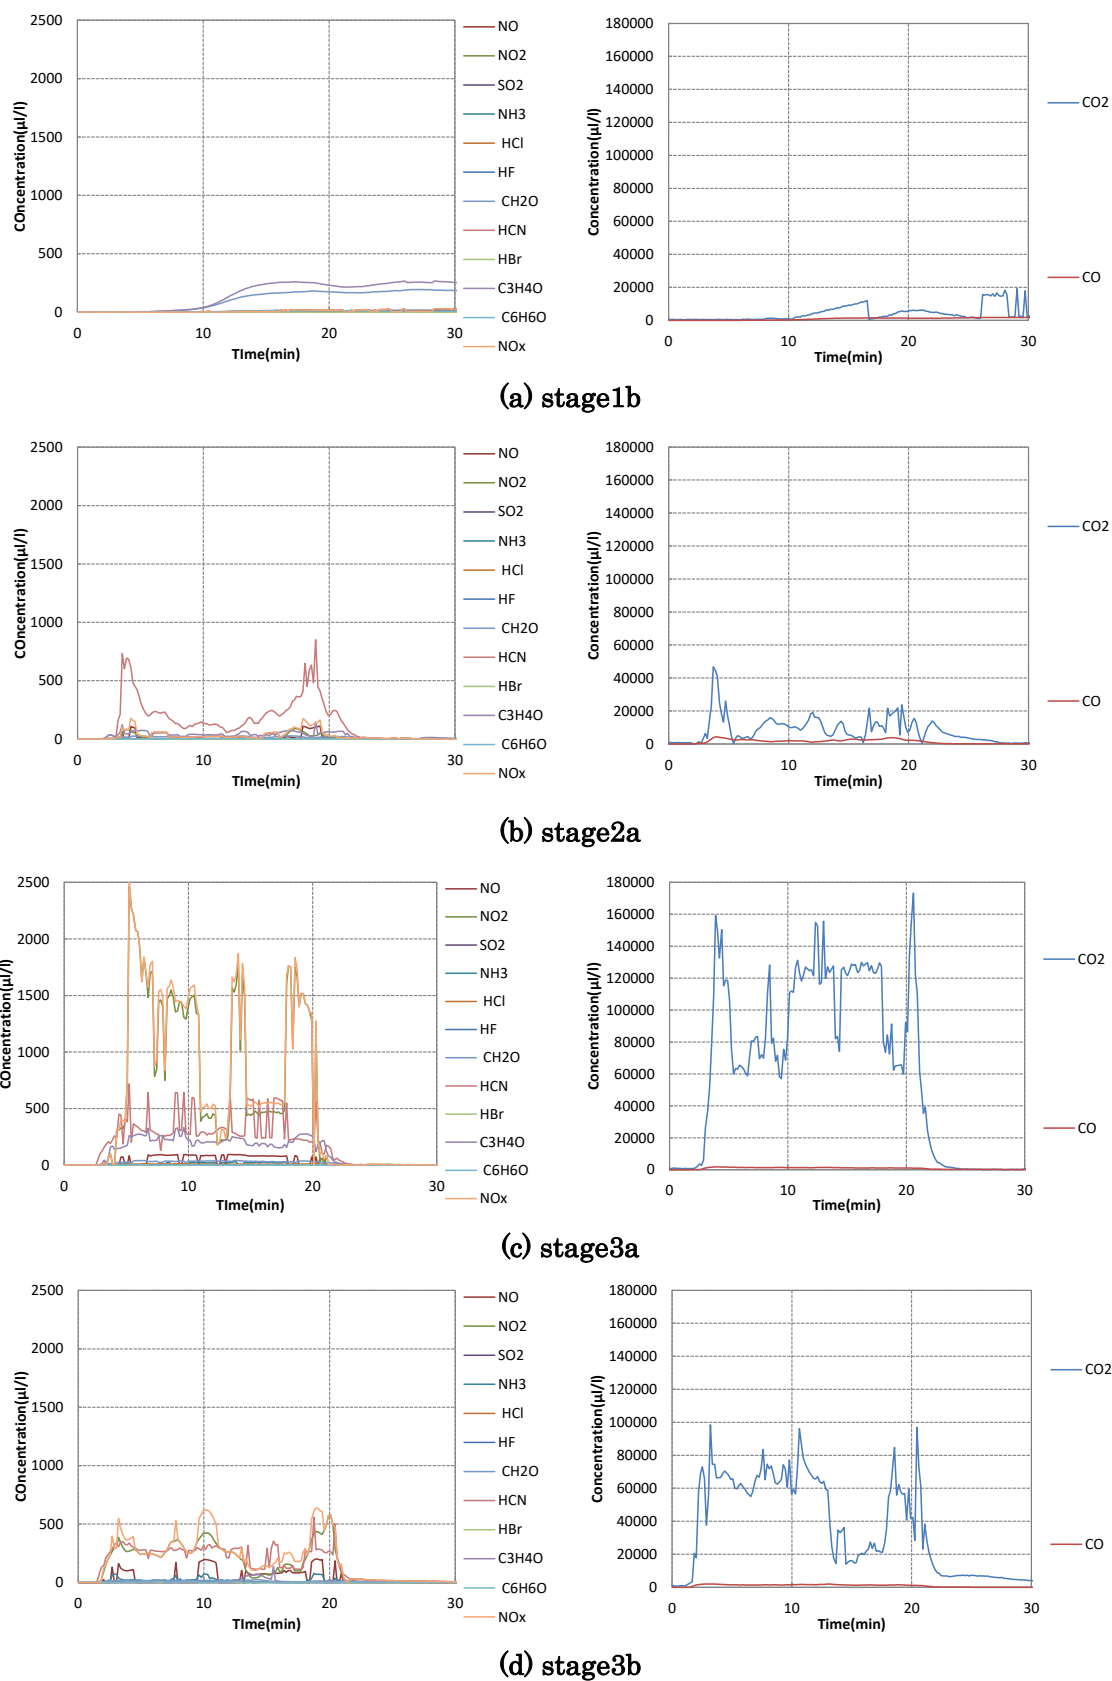 2500
2000
1500
1000
500
0
0
10
20
30
COncentration(μl/l)
TIme(min)
NO
NO2
SO2
NH3
HCl
HF
CH2O
HCN
HBr
C3H4O
C6H6O
NOx
180000
160000
140000
120000
100000
80000
60000
40000
20000
0
0
10
20
30
Concentration(μl/l)
Time(min)
CO2
CO
(a) stage1b
2500
2000
1500
1000
500
0
0
10
20
30
COncentration(μl/l)
TIme(min)
NO
NO2
SO2
NH3
HCl
HF
CH2O
HCN
HBr
C3H4O
C6H6O
NOx
180000
160000
140000
120000
100000
80000
60000
40000
20000
0
0
10
20
30
Concentration(μl/l)
Time(min)
CO2
CO
(b) stage2a
2500
2000
1500
1000
500
0
0
10
20
30
COncentration(μl/l)
TIme(min)
NO
NO2
SO2
NH3
HCl
HF
CH2O
HCN
HBr
C3H4O
C6H6O
NOx
180000
160000
140000
120000
100000
80000
60000
40000
20000
0
0
10
20
30
Concentration(μl/l)
Time(min)
CO2
CO
(c) stage3a
2500
2000
1500
1000
500
0
0
10
20
30
COncentration(μl/l)
TIme(min)
NO
NO2
SO2
NH3
HCl
HF
CH2O
HCN
HBr
C3H4O
C6H6O
NOx
180000
160000
140000
120000
100000
80000
60000
40000
20000
0
0
10
20
30
Concentration(μl/l)
Time(min)
CO2
CO
(d) stage3b